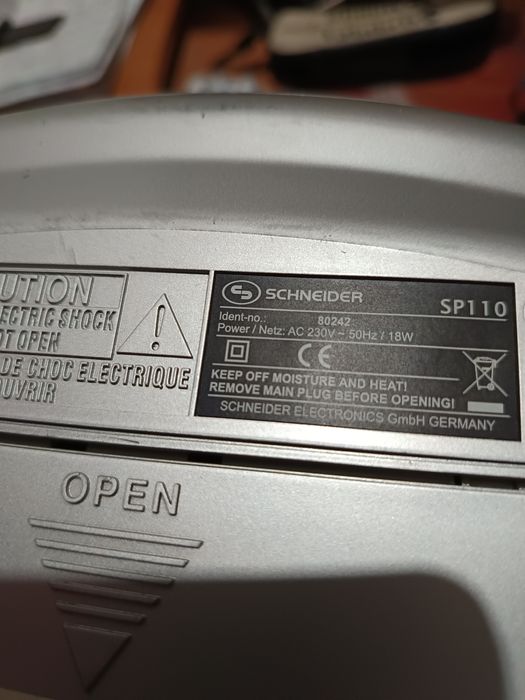 UTION
ECTRIC SHOCK
OT OPEN
DE CHOC ELECTRIQUE
OUVRIR
SCHNEIDER
SP110
Ident-no.: 80242
Power / Netz: AC 230V ~ 50Hz / 18W
CE
KEEP OFF MOISTURE AND HEAT!
REMOVE MAIN PLUG BEFORE OPENING!
SCHNEIDER ELECTRONICS GmbH GERMANY
OPEN